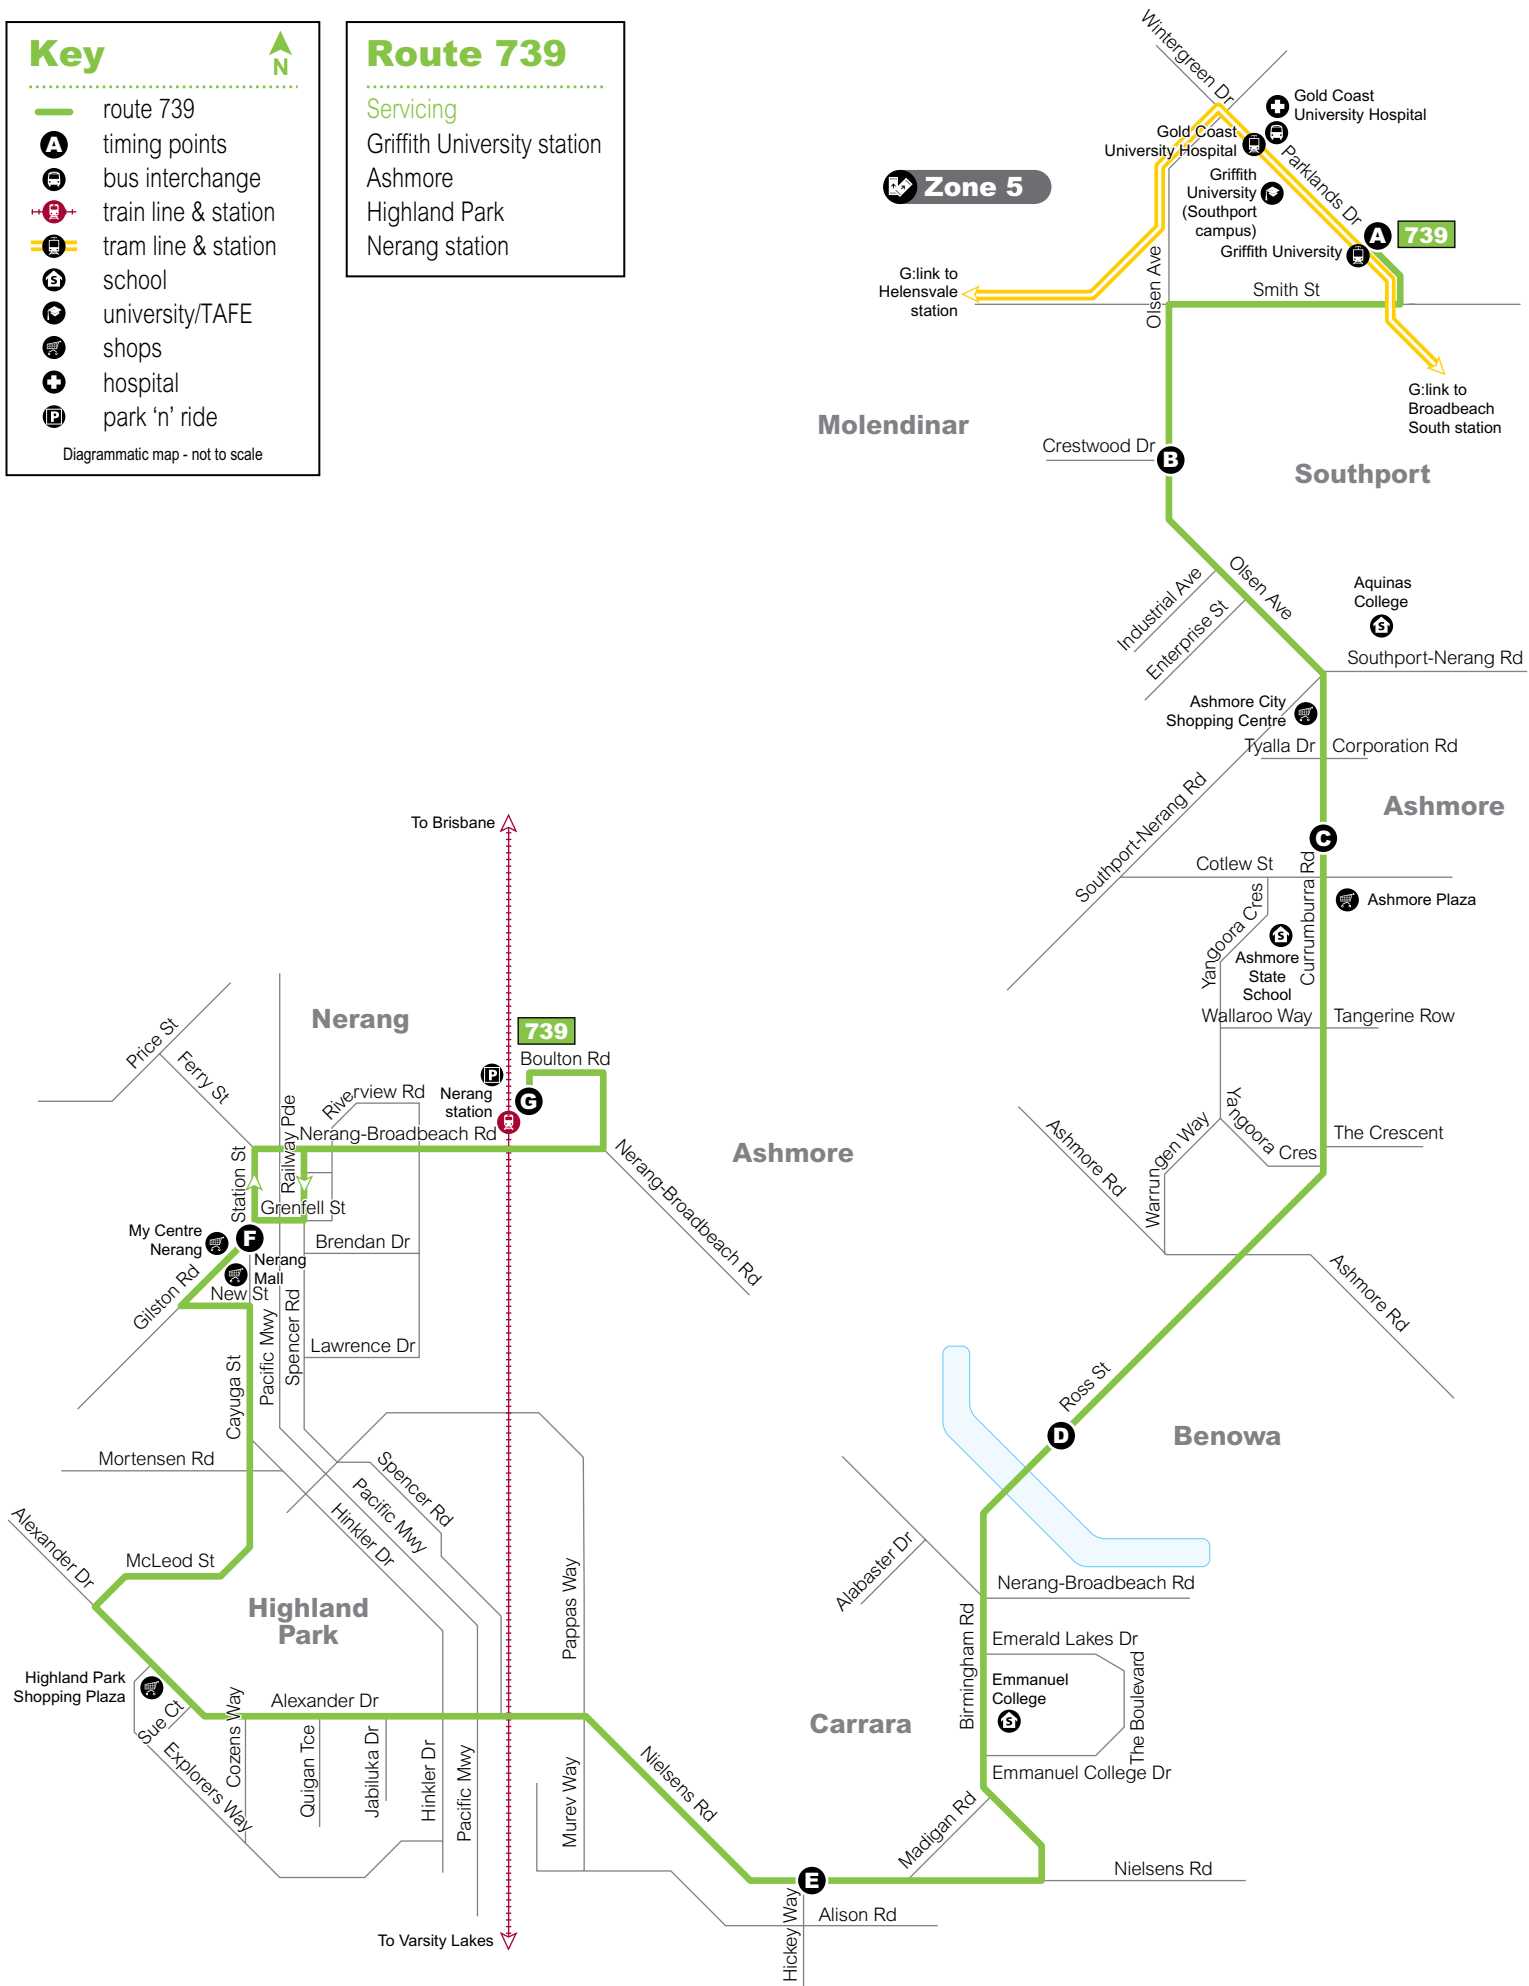 Key
N
route 739
A
timing points
bus interchange
train line & station
tram line & station
S
school
university/TAFE
shops
hospital
P
park ‘n’ ride
Diagrammatic map - not to scale
Route 739
Servicing
Griffith University station
Ashmore
Highland Park
Nerang station
Zone 5
Wintergreen Dr
Gold Coast
University Hospital
Gold Coast
University Hospital
Parklands Dr
Griffith
University
(Southport
campus)
A
739
Griffith University
Olsen Ave
G:link to
Helensvale
station
Smith St
G:link to
Broadbeach
South station
Molendinar
Crestwood Dr
B
Southport
Olsen Ave
Industrial Ave
Enterprise St
Aquinas
College
S
Southport-Nerang Rd
Ashmore City
Shopping Centre
Tyalla Dr
Corporation Rd
Southport-Nerang Rd
Ashmore
C
Cotlew St
Currumburra Rd
Ashmore Plaza
Yangoora Cres
S
Ashmore
State
School
Wallaroo Way
Tangerine Row
Yangoora Cres
The Crescent
Warrungen Way
Ashmore Rd
Ashmore Rd
Ross St
D
Benowa
To Brisbane
Nerang
739
Boulton Rd
P
G
Nerang
station
Price St
Ferry St
Railway Pde
Riverview Rd
Nerang-Broadbeach Rd
Nerang-Broadbeach Rd
Ashmore
Station St
Grenfell St
My Centre
Nerang
F
Nerang
Mall
Brendan Dr
Gilston Rd
New St
Pacific Mwy
Spencer Rd
Lawrence Dr
Cayuga St
Mortensen Rd
Spencer Rd
Pacific Mwy
Hinkler Dr
Alexander Dr
McLeod St
Highland
Park
Pappas Way
Highland Park
Shopping Plaza
Sue Ct
Explorers Way
Cozens Way
Alexander Dr
Quigan Tce
Jabiluka Dr
Hinkler Dr
Pacific Mwy
Murev Way
Nielsens Rd
To Varsity Lakes
Alabaster Dr
Nerang-Broadbeach Rd
Birmingham Rd
Emerald Lakes Dr
Emmanuel
College
S
The Boulevard
Carrara
Emmanuel College Dr
Madigan Rd
E
Nielsens Rd
Hickey Way
Alison Rd